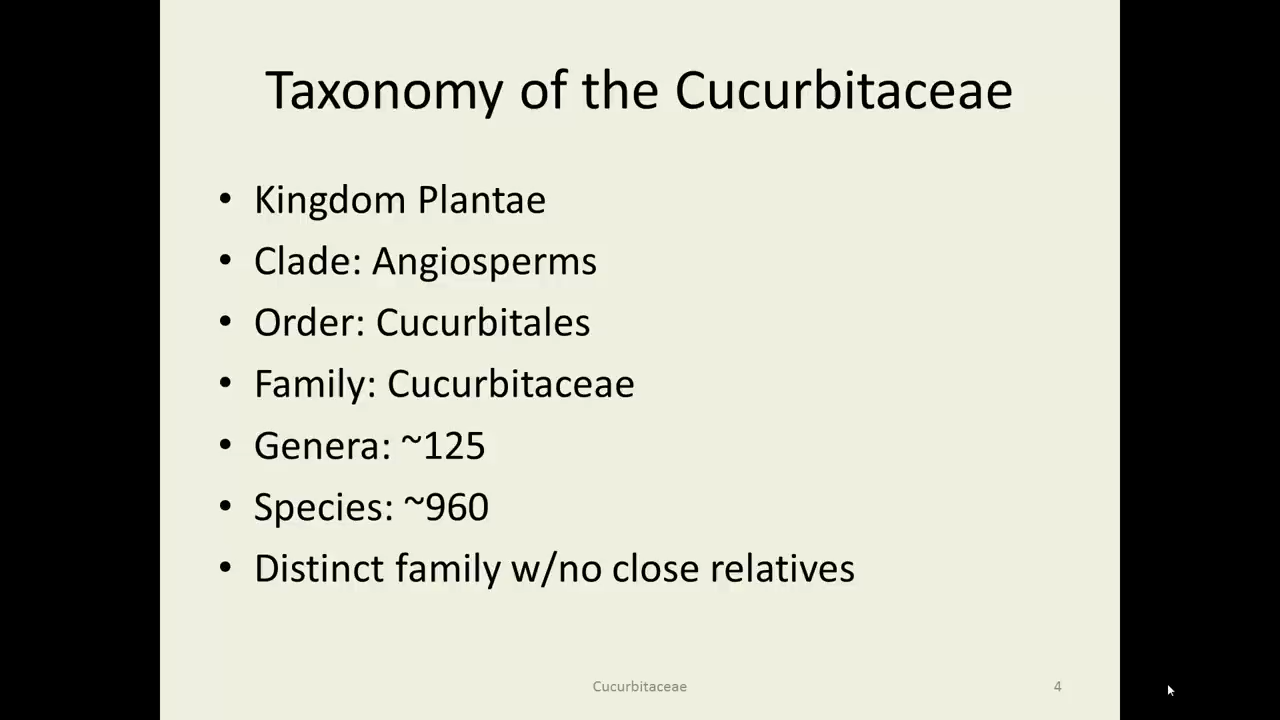 Taxonomy of the Cucurbitaceae
• Kingdom Plantae
• Clade: Angiosperms
• Order: Cucurbitales
• Family: Cucurbitaceae
• Genera: ~125
• Species: ~960
• Distinct family w/no close relatives
Cucurbitaceae 4